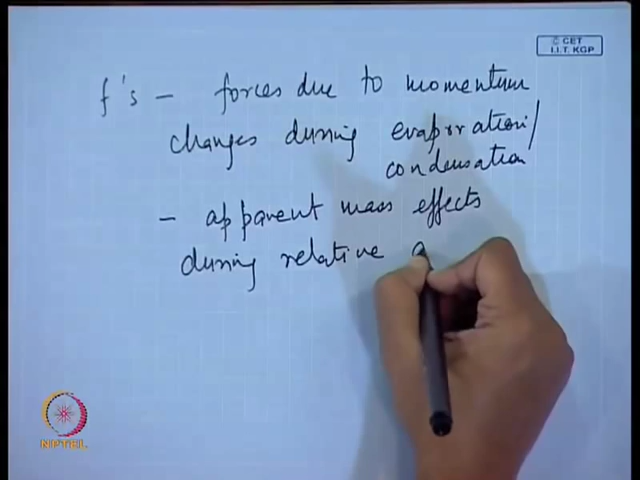 © CET
I.I.T. KGP
f's – forces due to momentum
changes during evaporation/
condensation
– apparent mass effects
during relative a
NPTEL